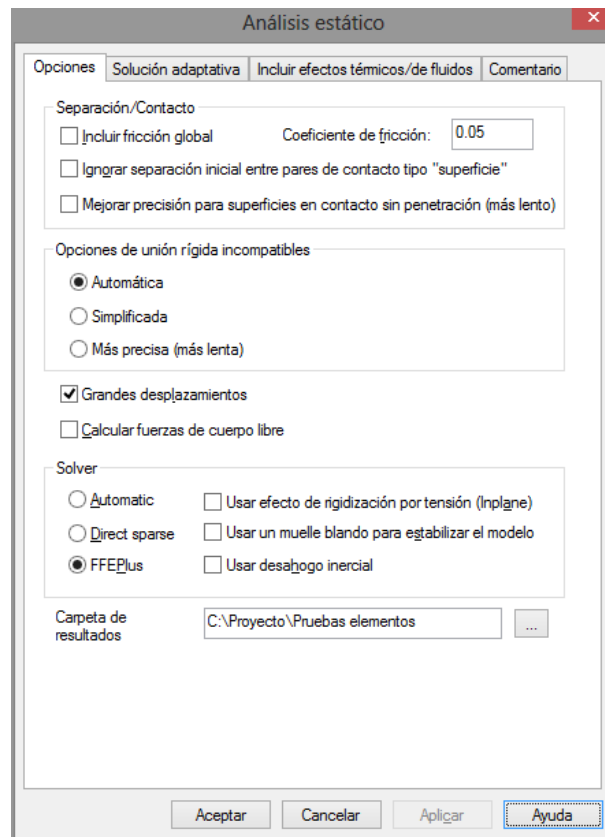 Análisis estático
Opciones Solución adaptativa Incluir efectos térmicos/de fluidos Comentario
Separación/Contacto
Incluir fricción global Coeficiente de fricción: 0.05
Ignorar separación inicial entre pares de contacto tipo "superficie"
Mejorar precisión para superficies en contacto sin penetración (más lento)
Opciones de unión rígida incompatibles
Automática
Simplificada
Más precisa (más lenta)
Grandes desplazamientos
Calcular fuerzas de cuerpo libre
Solver
Automatic Usar efecto de rigidización por tensión (Inplane)
Direct sparse Usar un muelle blando para estabilizar el modelo
FFEPlus Usar desahogo inercial
Carpeta de
resultados C:\Proyecto\Pruebas elementos ...
Aceptar Cancelar Aplicar Ayuda